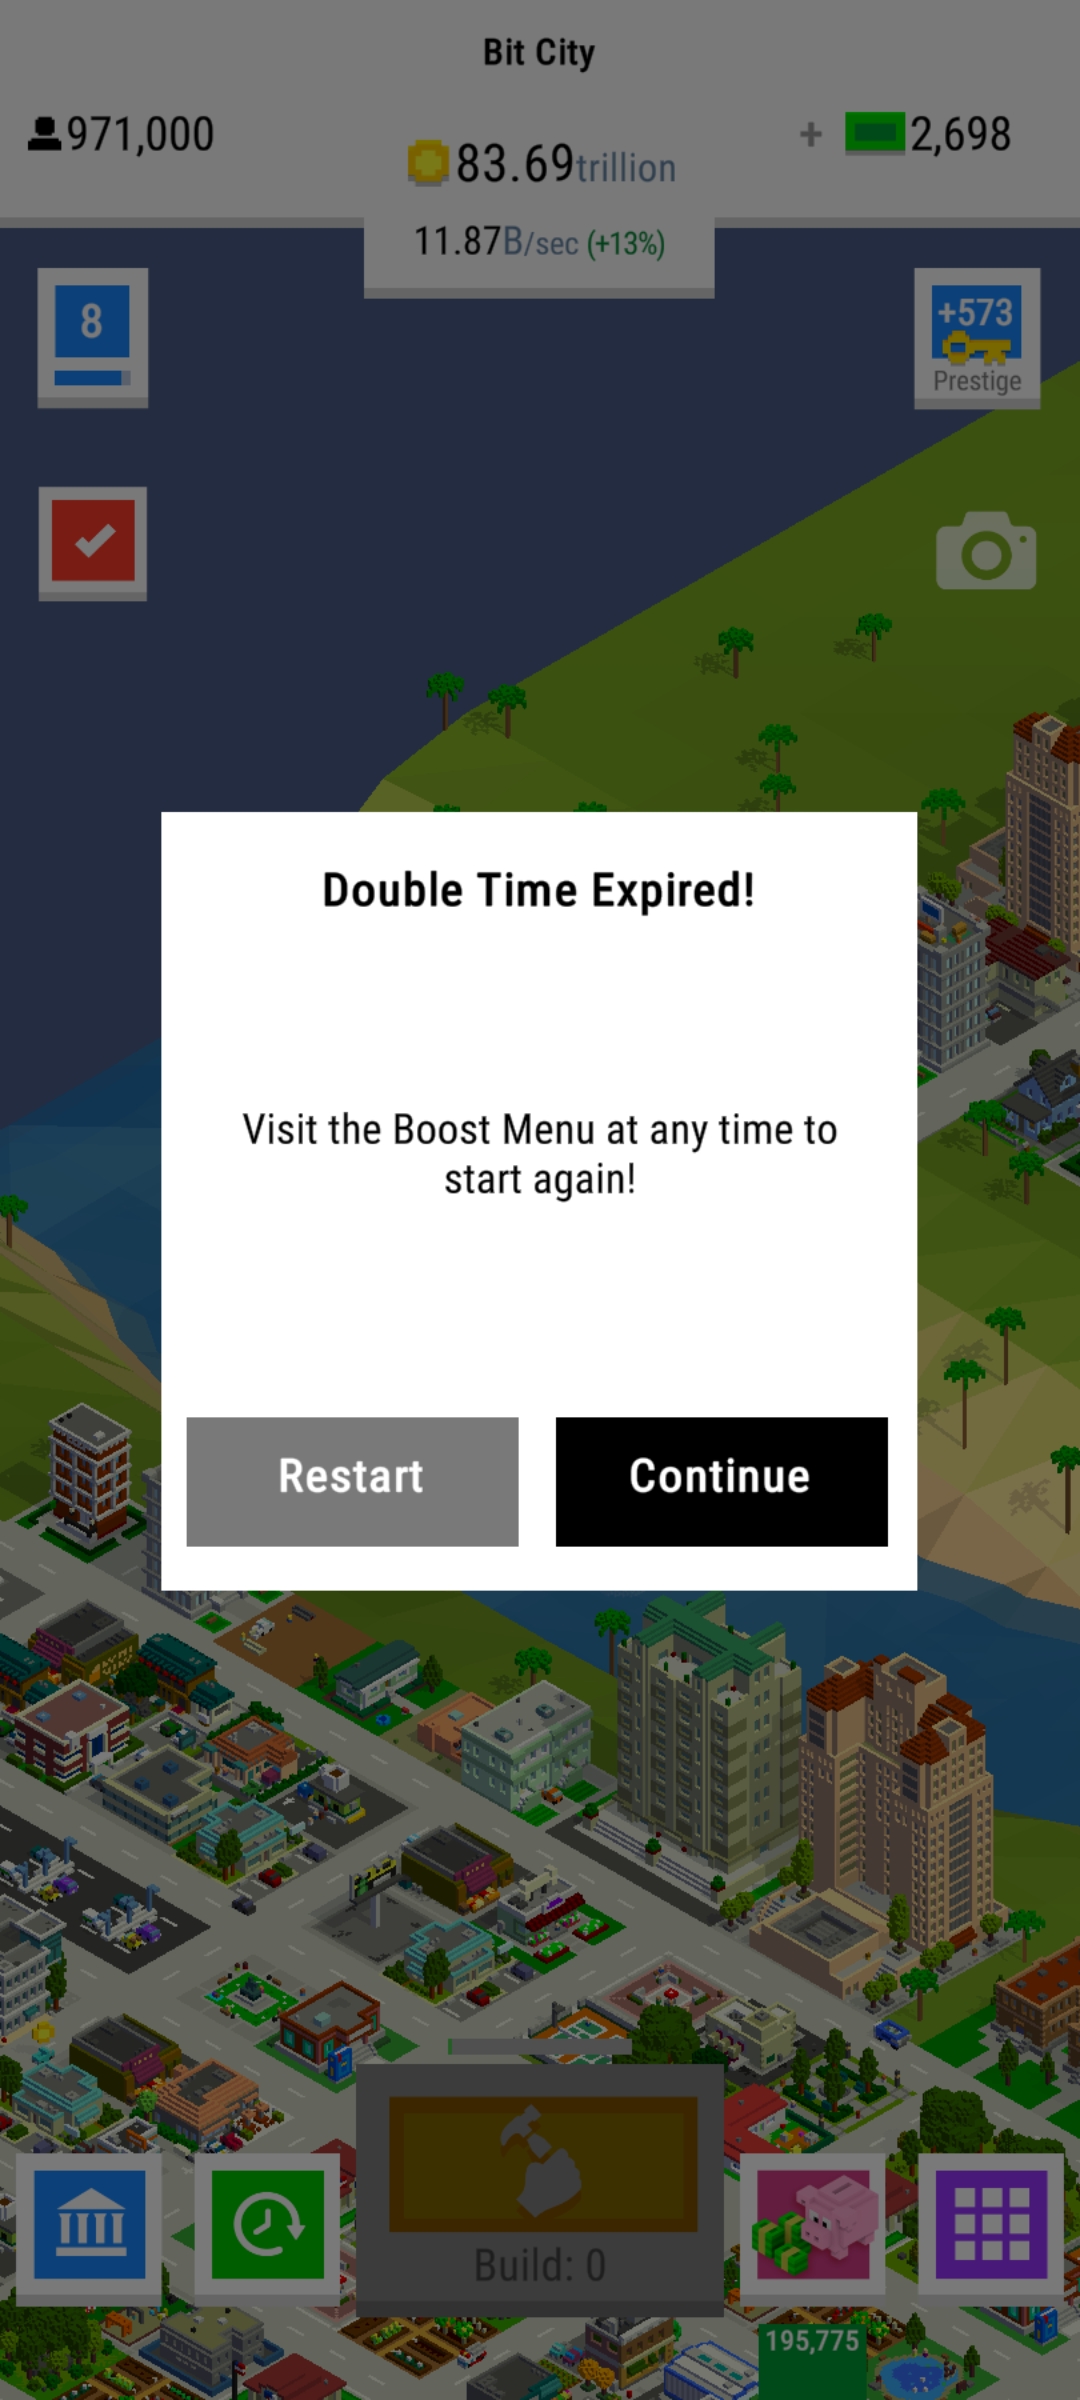 Bit City
971,000
83.69trillion
+ 2,698
11.87B/sec (+13%)
8
+573
Prestige
Double Time Expired!
Visit the Boost Menu at any time to
start again!
Restart
Continue
Build: 0
195,775